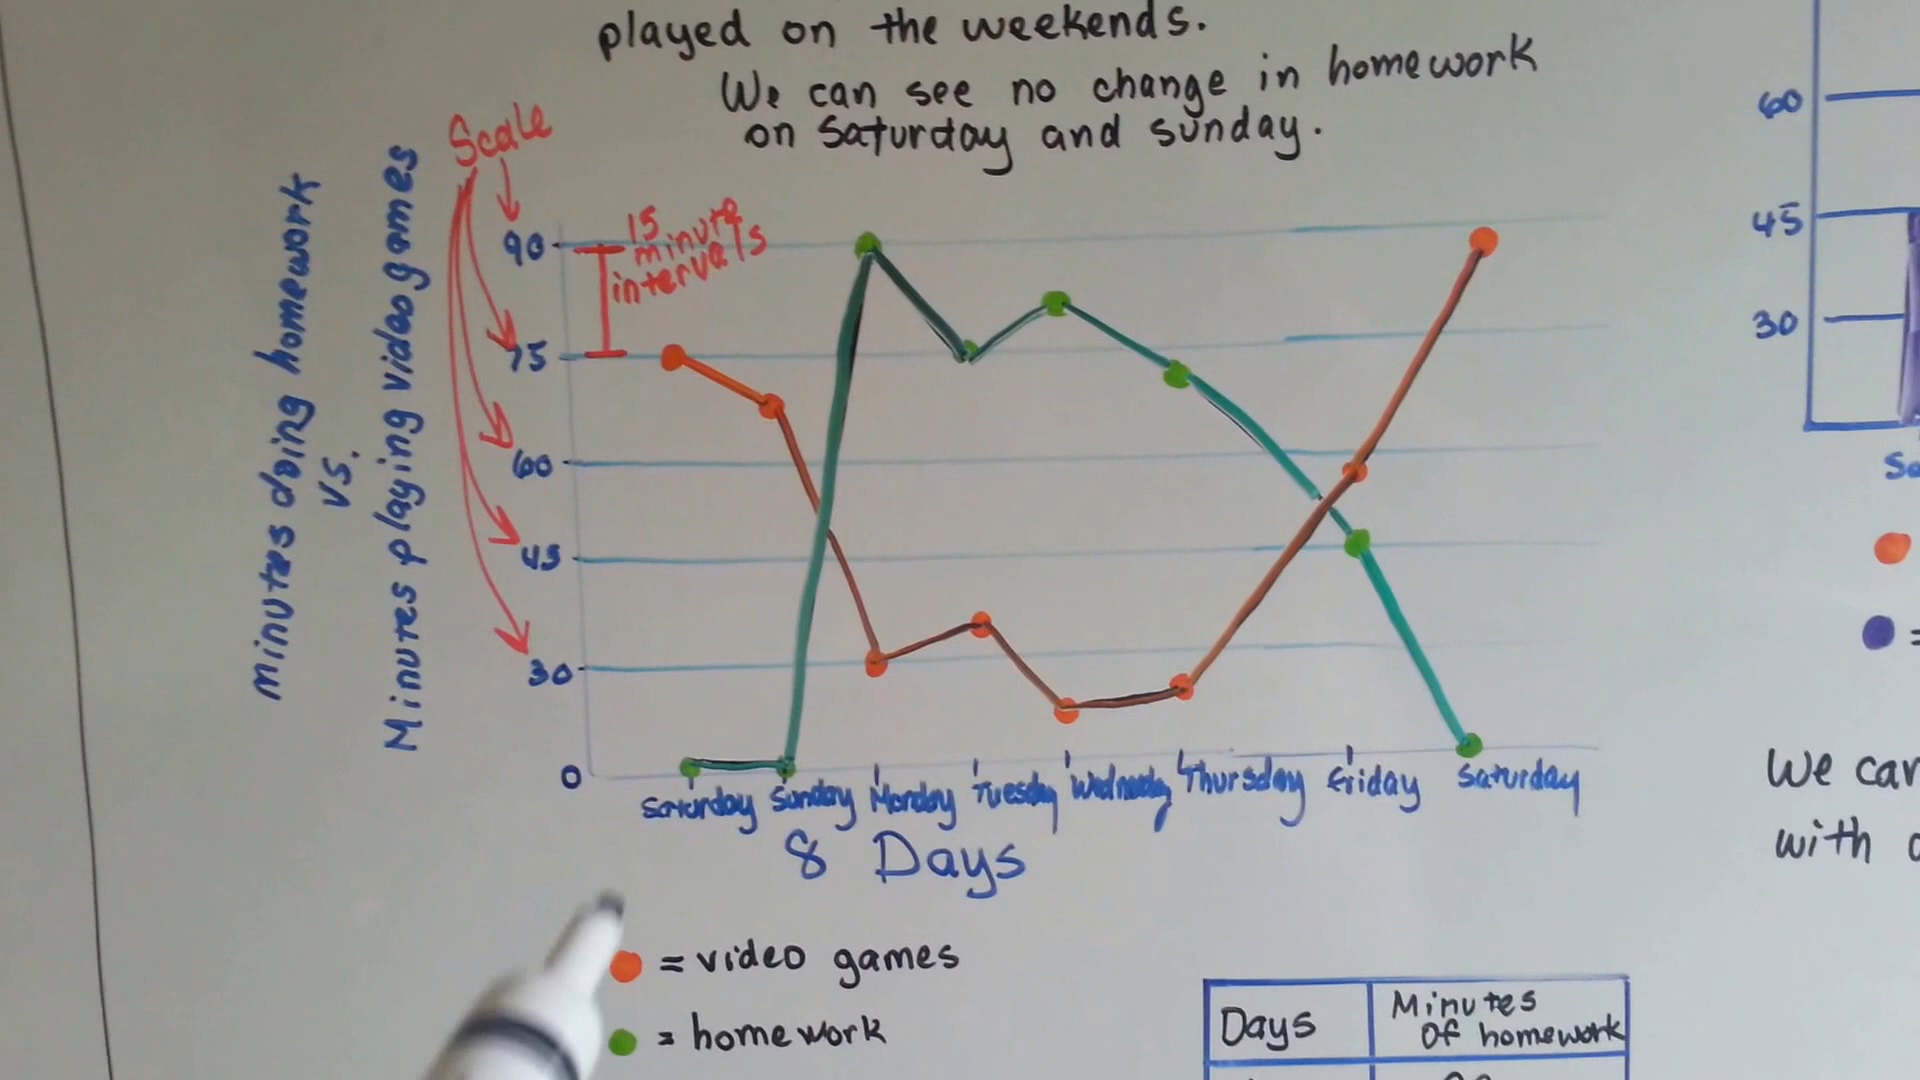 played on the weekends.
We can see no change in homework
on Saturday and Sunday.
Scale
Minutes doing homework
vs.
Minutes playing video games
15
minute
intervals
90
75
60
45
30
0
Saturday Sunday Monday Tuesday Wednesday Thursday Friday Saturday
8 Days
= video games
= homework
Days
Minutes
Of homework
60
45
30
=
We
with